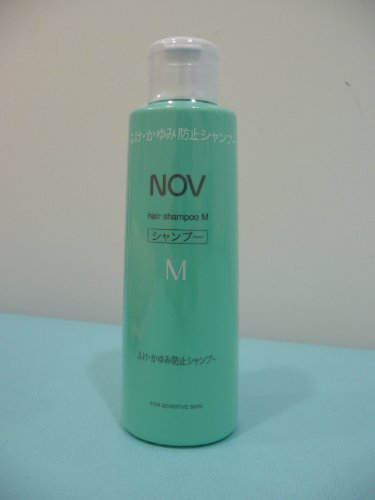 ふけ・かゆみ防止シャンプー
NOV
hair shampoo M
シャンプー
M
ふけ・かゆみ防止シャンプー
FOR SENSITIVE SKIN